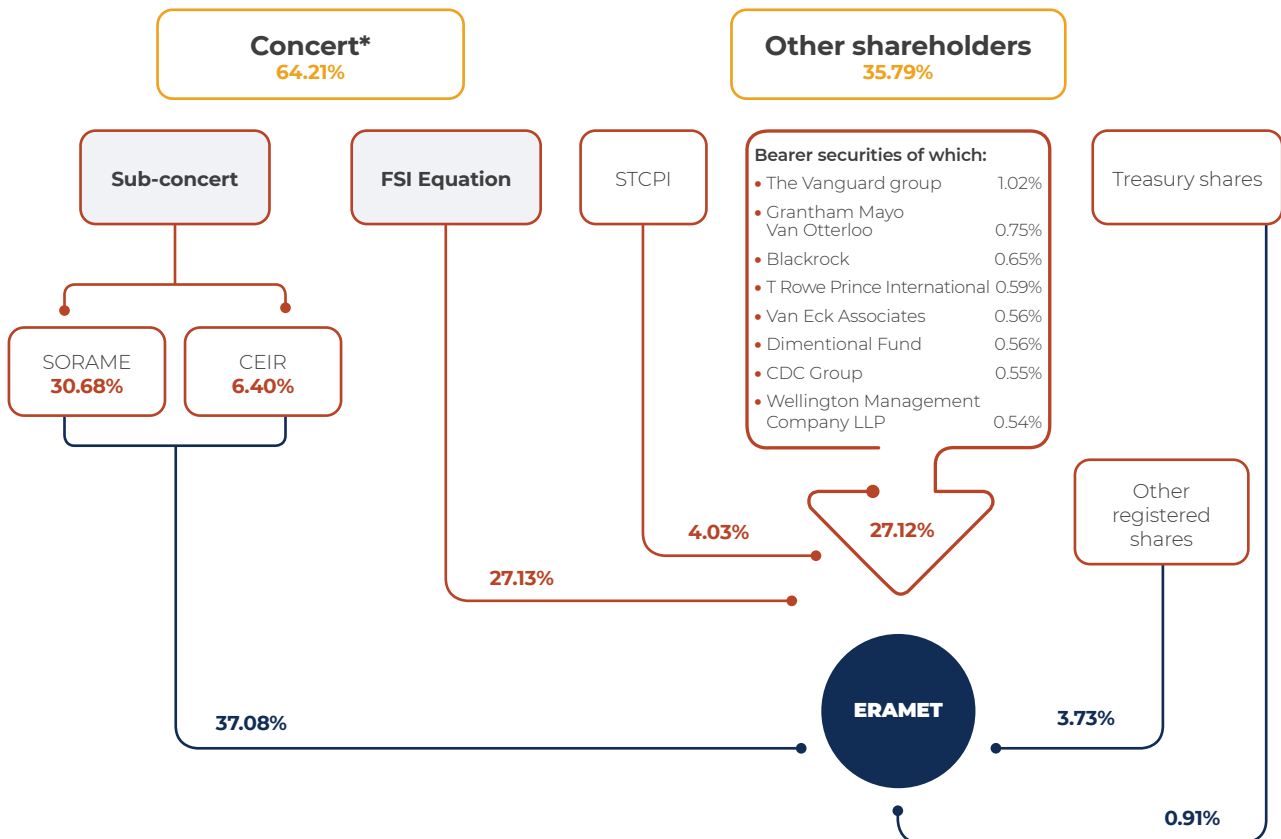 Concert*
64.21%
Other shareholders
35.79%
Sub-concert
FSI Equation
STCPI
Bearer securities of which:
• The Vanguard group 1.02%
• Grantham Mayo
Van Otterloo 0.75%
• Blackrock 0.65%
• T Rowe Prince International 0.59%
• Van Eck Associates 0.56%
• Dimentional Fund 0.56%
• CDC Group 0.55%
• Wellington Management
Company LLP 0.54%
Treasury shares
SORAME
30.68%
CEIR
6.40%
Other
registered
shares
27.12%
4.03%
27.13%
ERAMET
37.08%
3.73%
0.91%